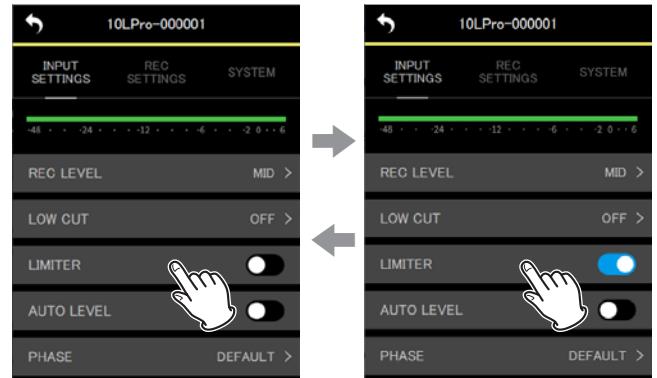 10LPro-000001
INPUT SETTINGS REC SETTINGS SYSTEM
-48 · · -24 · · · -12 · · · · -6 · · -2 0 · · 6
REC LEVEL MID >
LOW CUT OFF >
LIMITER
AUTO LEVEL
PHASE DEFAULT >
10LPro-000001
INPUT SETTINGS REC SETTINGS SYSTEM
-48 · · -24 · · · -12 · · · · -6 · · -2 0 · · 6
REC LEVEL MID >
LOW CUT OFF >
LIMITER
AUTO LEVEL
PHASE DEFAULT >